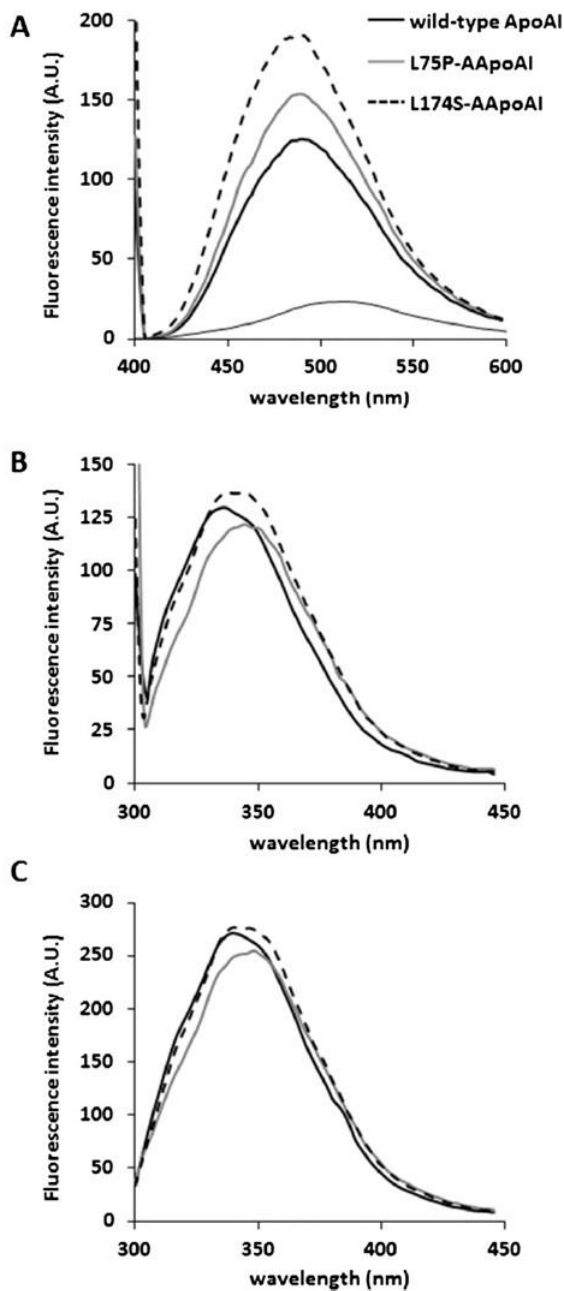 A
wild-type ApoAI
L75P-AApoAI
L174S-AApoAI
Fluorescence intensity (A.U.)
200
150
100
50
0
400 450 500 550 600
wavelength (nm)
B
Fluorescence intensity (A.U.)
150
125
100
75
50
25
0
300 350 400 450
wavelength (nm)
C
Fluorescence intensity (A.U.)
300
250
200
150
100
50
0
300 350 400 450
wavelength (nm)